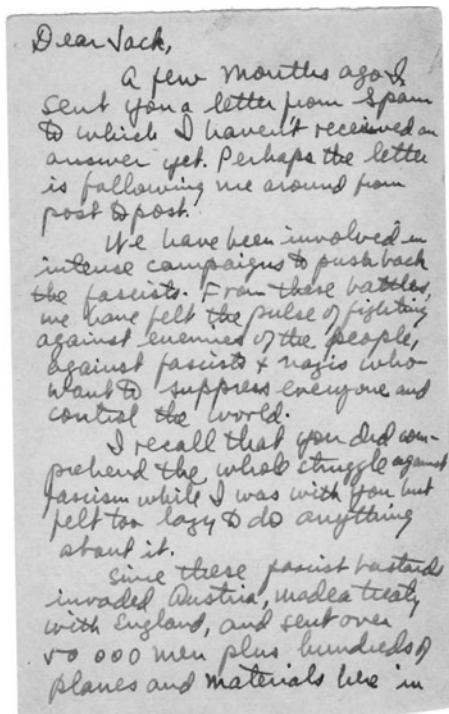 Dear Jack,
A few months ago I
sent you a letter from Spain
to which I haven't received an
answer yet. Perhaps the letter
is following me around from
post to post.
We have been involved in
intense campaigns to push back
the fascists. From these battles,
we have felt the pulse of fighting
against enemies of the people,
against fascists & nazis who
want to suppress everyone and
control the world.
I recall that you did com-
prehend the whole struggle against
fascism while I was with you but
felt too lazy to do anything
about it.
Since these fascist bastards
invaded Austria, made a treaty
with England, and sent over
50 000 men plus hundreds of
planes and materials here in